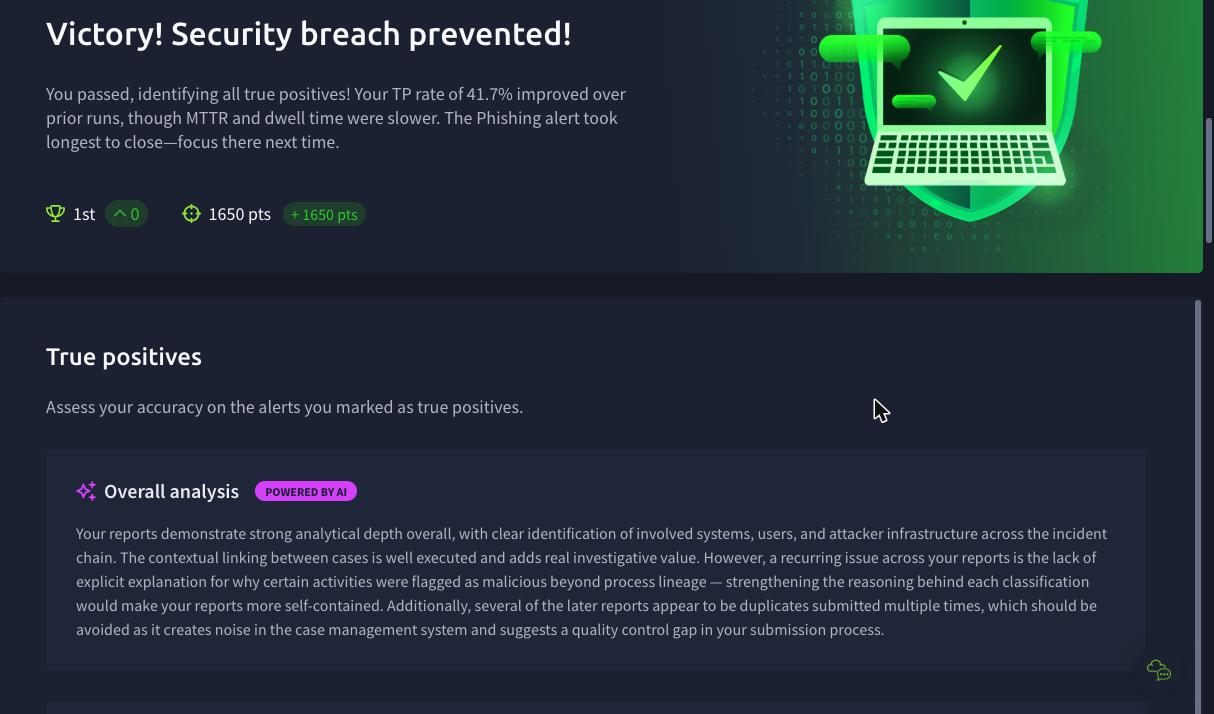 Victory! Security breach prevented!
You passed, identifying all true positives! Your TP rate of 41.7% improved over
prior runs, though MTTR and dwell time were slower. The Phishing alert took
longest to close—focus there next time.
1st 0 1650 pts + 1650 pts
True positives
Assess your accuracy on the alerts you marked as true positives.
Overall analysis POWERED BY AI
Your reports demonstrate strong analytical depth overall, with clear identification of involved systems, users, and attacker infrastructure across the incident
chain. The contextual linking between cases is well executed and adds real investigative value. However, a recurring issue across your reports is the lack of
explicit explanation for why certain activities were flagged as malicious beyond process lineage — strengthening the reasoning behind each classification
would make your reports more self-contained. Additionally, several of the later reports appear to be duplicates submitted multiple times, which should be
avoided as it creates noise in the case management system and suggests a quality control gap in your submission process.